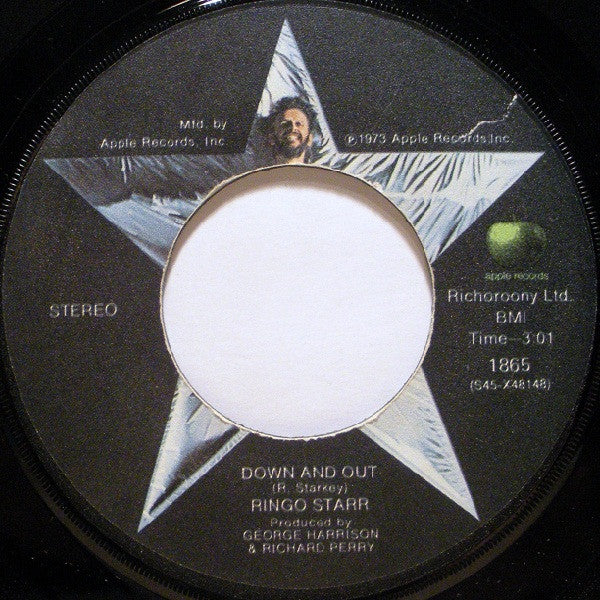 Mfd. by
Apple Records, Inc.
℗1973 Apple Records,Inc.
apple records
STEREO
Richoroony Ltd.
BMI
Time—3:01
1865
(S45-X48148)
DOWN AND OUT
(R. Starkey)
RINGO STARR
Produced by
GEORGE HARRISON
& RICHARD PERRY